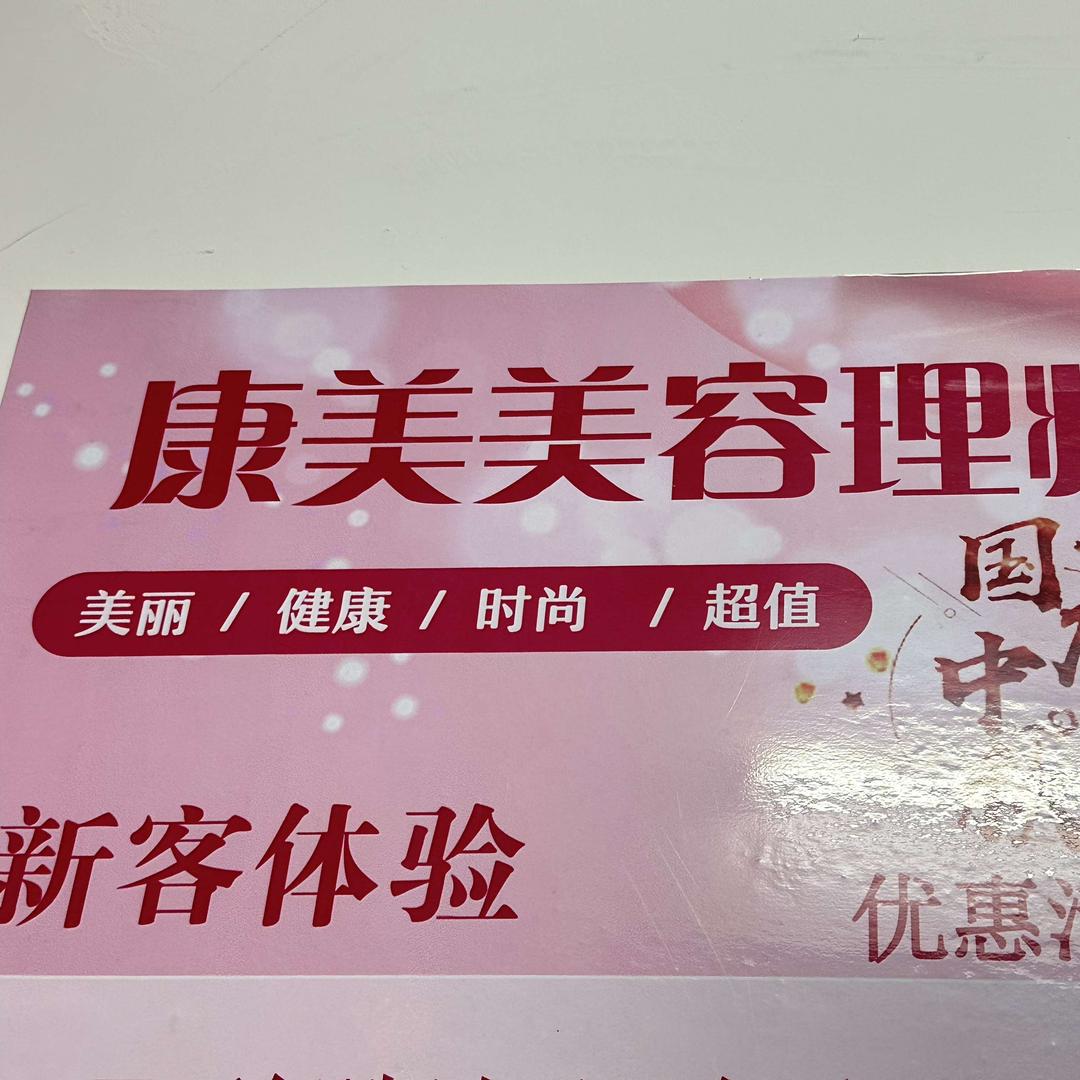 康美美容理
美丽 / 健康 / 时尚 / 超值
国
中
新客体验
优惠